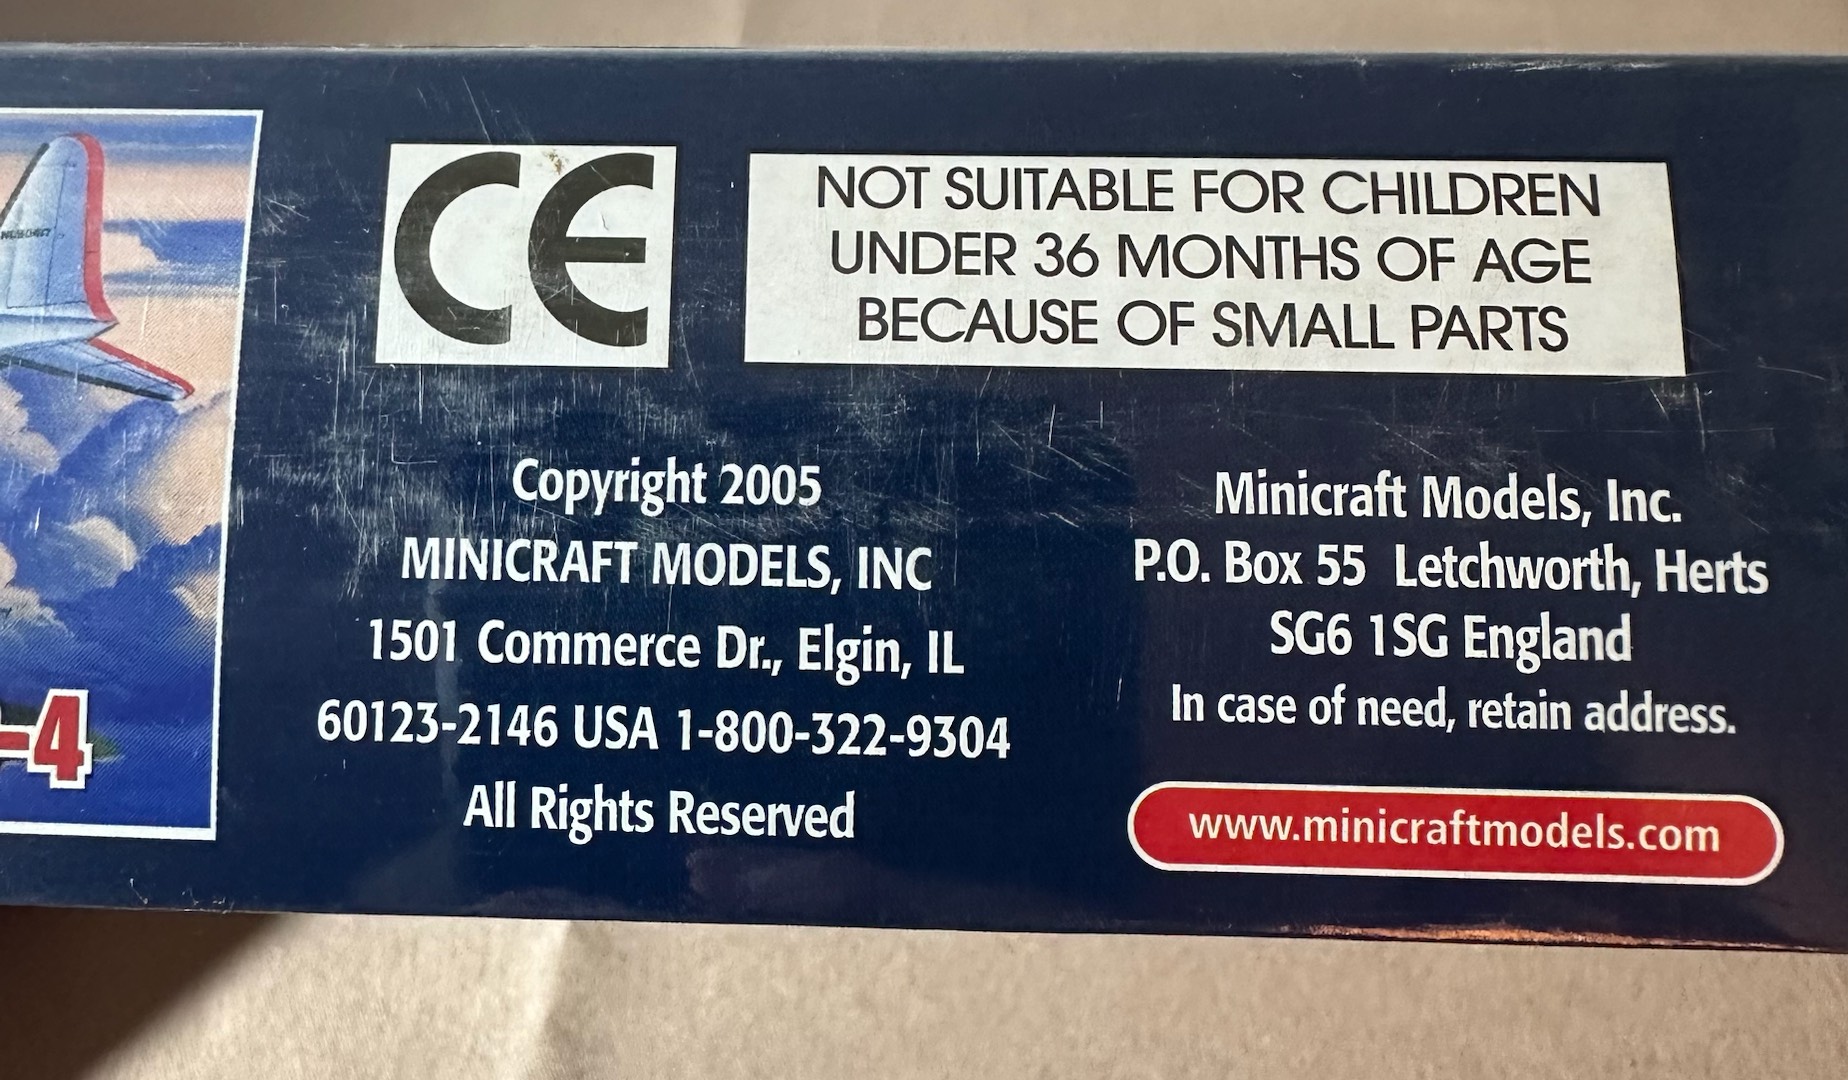 CE
NOT SUITABLE FOR CHILDREN
UNDER 36 MONTHS OF AGE
BECAUSE OF SMALL PARTS
Copyright 2005
MINICRAFT MODELS, INC
1501 Commerce Dr., Elgin, IL
60123-2146 USA 1-800-322-9304
All Rights Reserved
Minicraft Models, Inc.
P.O. Box 55 Letchworth, Herts
SG6 1SG England
In case of need, retain address.
www.minicraftmodels.com
-4